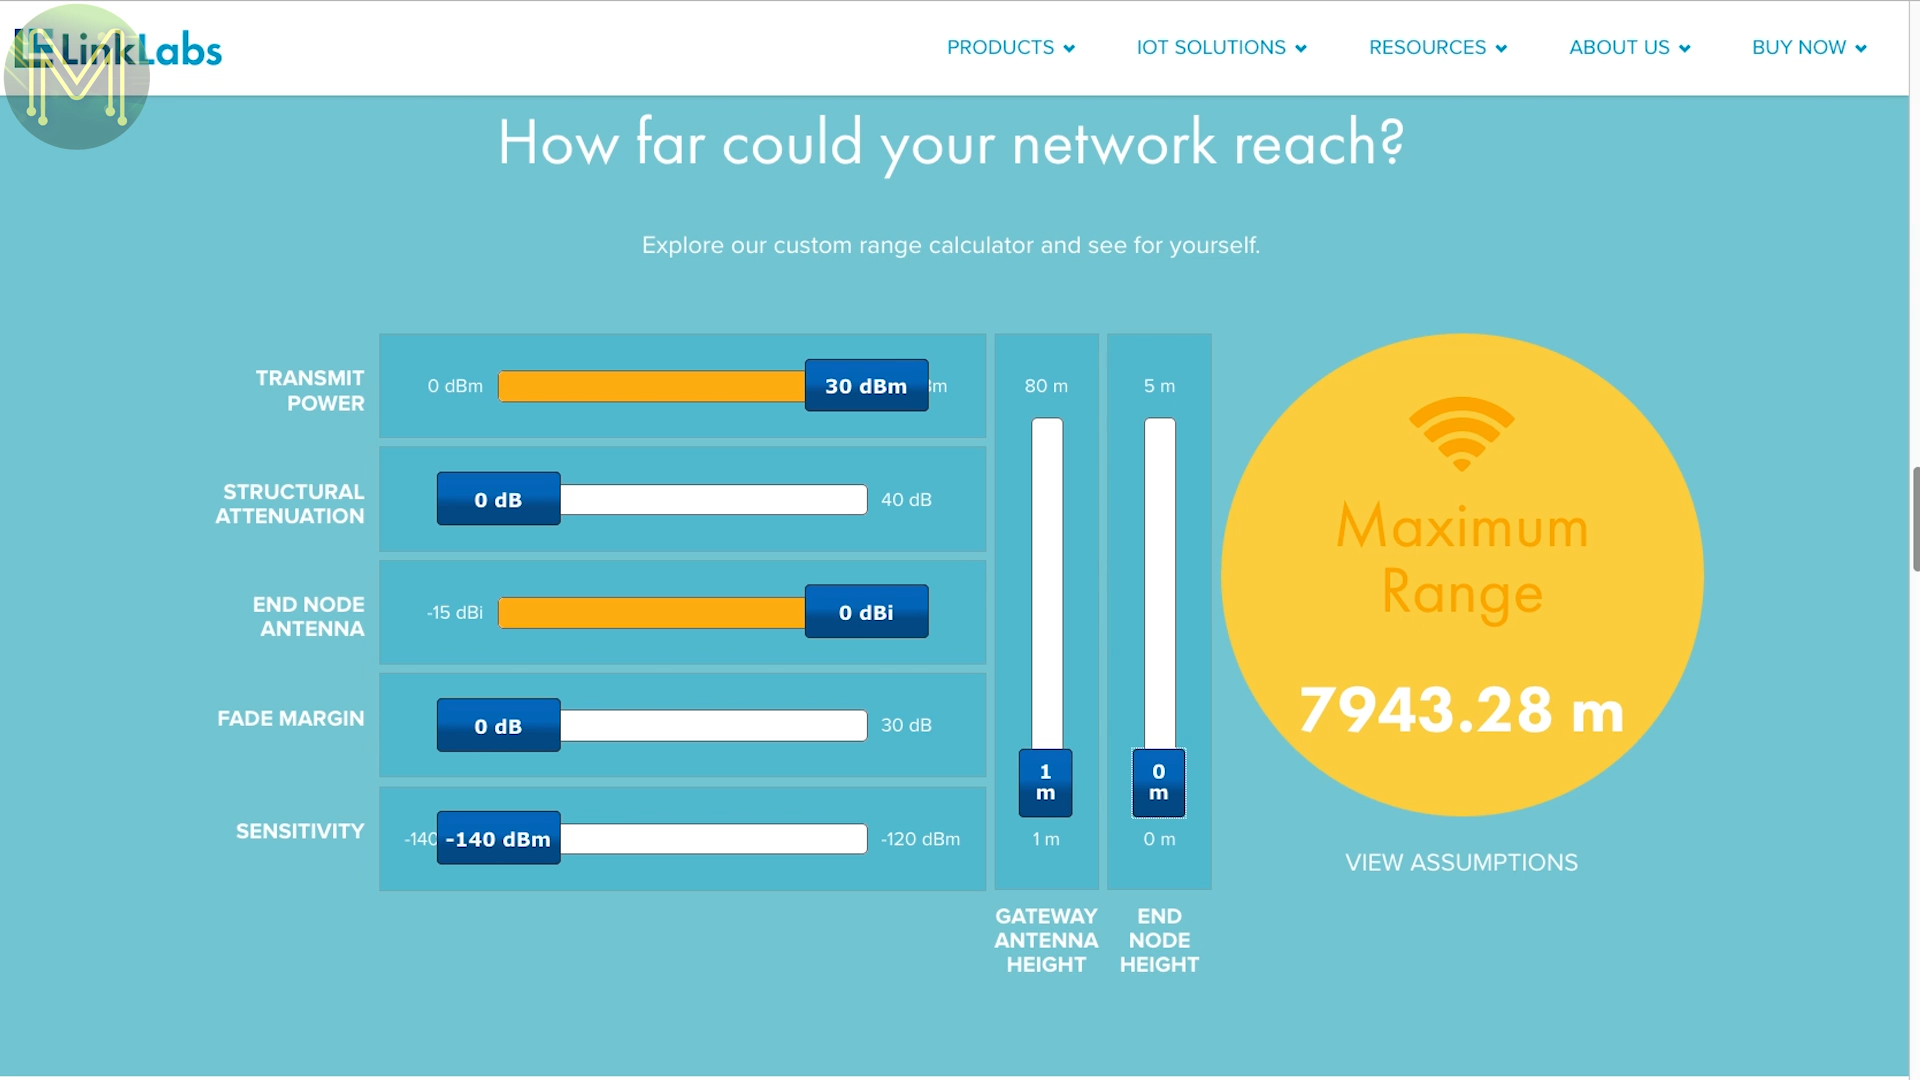 LinkLabs
PRODUCTS
IOT SOLUTIONS
RESOURCES
ABOUT US
BUY NOW
M
How far could your network reach?
Explore our custom range calculator and see for yourself.
TRANSMIT
POWER
0 dBm
30 dBm
STRUCTURAL
ATTENUATION
0 dB
40 dB
END NODE
ANTENNA
-15 dBi
0 dBi
FADE MARGIN
0 dB
30 dB
SENSITIVITY
-140
-140 dBm
-120 dBm
80 m
1
m
1 m
GATEWAY
ANTENNA
HEIGHT
5 m
0
m
0 m
END
NODE
HEIGHT
Maximum
Range
7943.28 m
VIEW ASSUMPTIONS